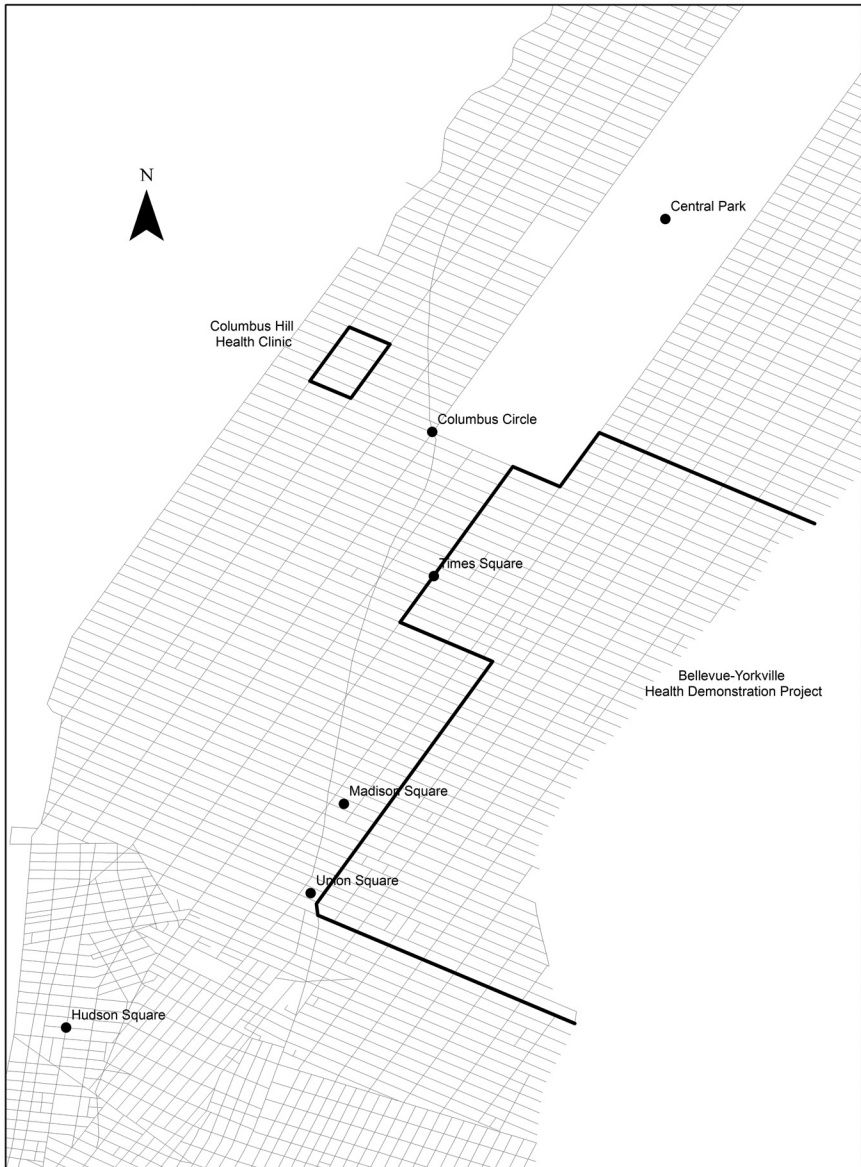 N
Central Park
Columbus Hill
Health Clinic
Columbus Circle
Times Square
Bellevue-Yorkville
Health Demonstration Project
Madison Square
Union Square
Hudson Square